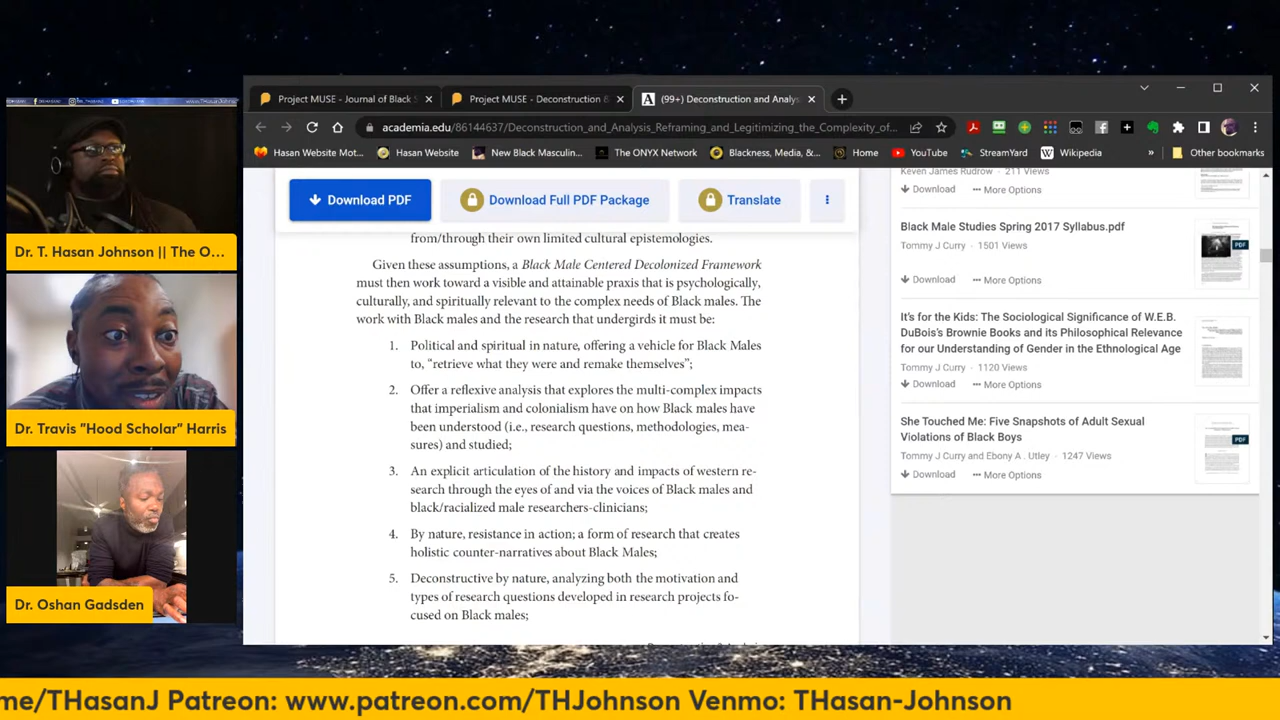 Project MUSE - Journal of Black
Project MUSE - Deconstruction
(99+) Deconstruction and Analys
academia.edu/86144637/Deconstruction_and_Analysis_Reframing_and_Legitimizing_the_Complexity_of...
Hasan Website Mot...
Hasan Website
New Black Masculin...
The ONYX Network
Blackness, Media, &...
Home
YouTube
StreamYard
Wikipedia
»
Other bookmarks
Download PDF
Download Full PDF Package
Translate
from/through their own limited cultural epistemologies.
Given these assumptions, a Black Male Centered Decolonized Framework
must then work toward a visible and attainable praxis that is psychologically,
culturally, and spiritually relevant to the complex needs of Black males. The
work with Black males and the research that undergirds it must be:
1. Political and spiritual in nature, offering a vehicle for Black Males
to, “retrieve what they were and remake themselves”;
2. Offer a reflexive analysis that explores the multi-complex impacts
that imperialism and colonialism have on how Black males have
been understood (i.e., research questions, methodologies, mea-
sures) and studied;
3. An explicit articulation of the history and impacts of western re-
search through the eyes of and via the voices of Black males and
black/racialized male researchers-clinicians;
4. By nature, resistance in action; a form of research that creates
holistic counter-narratives about Black Males;
5. Deconstructive by nature, analyzing both the motivation and
types of research questions developed in research projects fo-
cused on Black males;
Keven James Rudrow / 211 Views
Download
••• More Options
Black Male Studies Spring 2017 Syllabus.pdf
Tommy J Curry • 1501 Views
PDF
Download
••• More Options
It’s for the Kids: The Sociological Significance of W.E.B.
DuBois’s Brownie Books and its Philosophical Relevance
for our Understanding of Gender in the Ethnological Age
Tommy J Curry • 1120 Views
Download
••• More Options
She Touched Me: Five Snapshots of Adult Sexual
Violations of Black Boys
PDF
Tommy J Curry and Ebony A . Utley • 1247 Views
Download
••• More Options
Dr. T. Hasan Johnson || The O...
Dr. Travis "Hood Scholar" Harris
Dr. Oshan Gadsden
me/THasanJ Patreon: www.patreon.com/THJohnson Venmo: THasan-Johnson